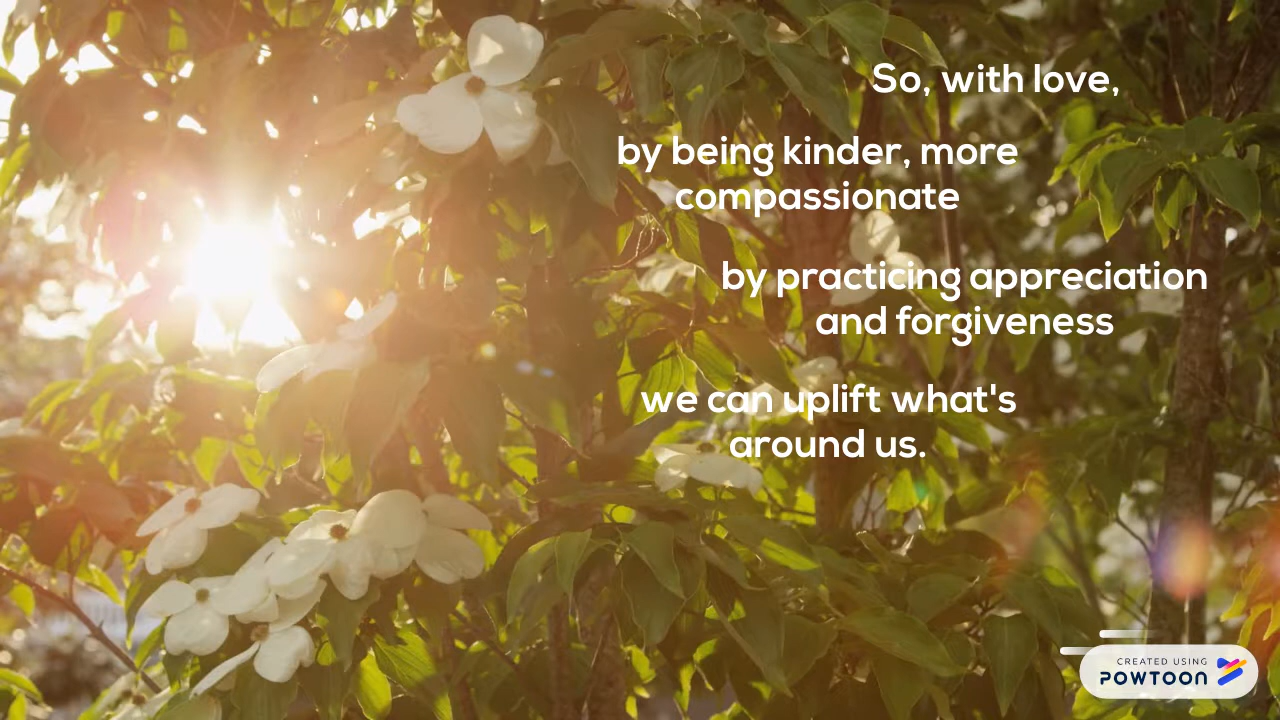 So, with love,
by being kinder, more
compassionate
by practicing appreciation
and forgiveness
we can uplift what's
around us.
CREATED USING
POWTOON